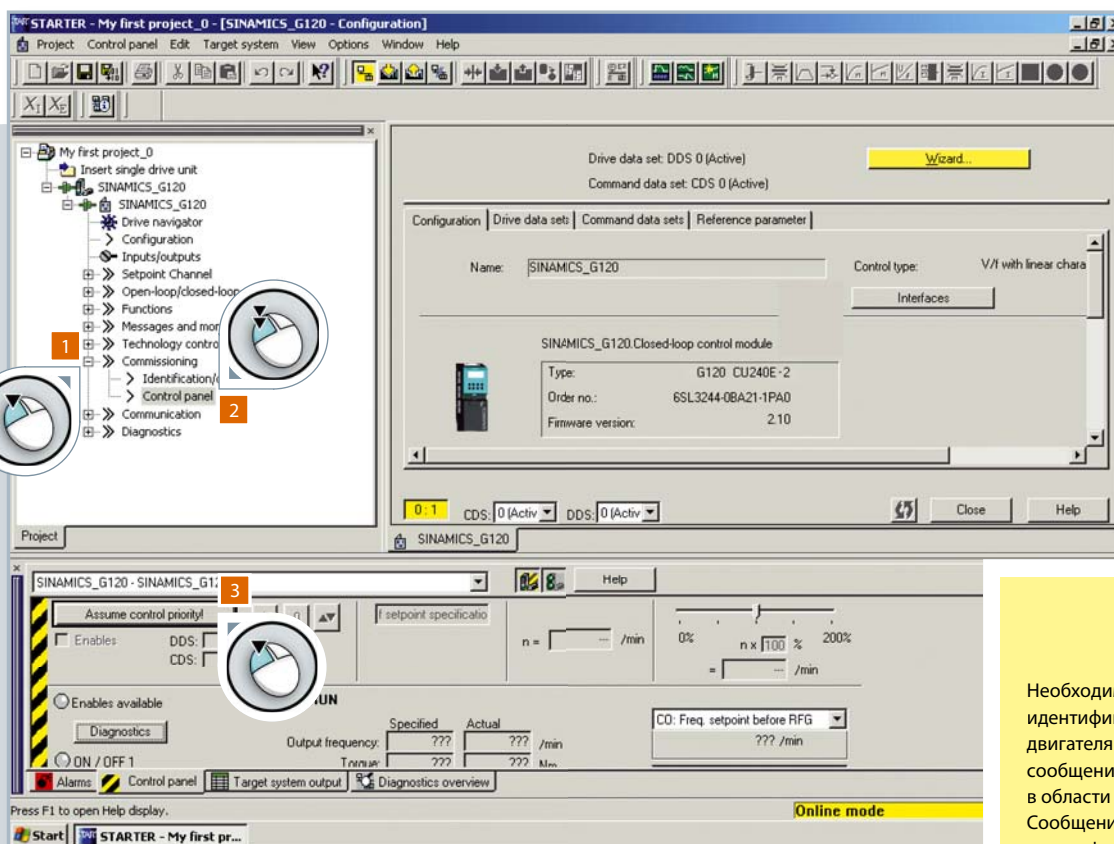 STARTER - My first project_0 - [SINAMICS_G120 - Configuration]
Project Control panel Edit Target system View Options Window Help
My first project_0
Insert single drive unit
SINAMICS_G120
SINAMICS_G120
Drive navigator
Configuration
Inputs/outputs
Setpoint Channel
Open-loop/closed-loop
Functions
Messages and mon
Technology contro
Commissioning
Identification/
Control panel
Communication
Diagnostics
1
2
Project
Drive data set: DDS 0 (Active)
Wizard...
Command data set: CDS 0 (Active)
Configuration Drive data sets Command data sets Reference parameter
Name: SINAMICS_G120 Control type: V/f with linear chara
Interfaces
SINAMICS_G120.Closed-loop control module
Type: G120 CU240E-2
Order no.: 6SL3244-0BA21-1PA0
Firmware version: 2.10
0 : 1 CDS: 0 (Activ DDS: 0 (Activ Close Help
SINAMICS_G120
SINAMICS_G120 - SINAMICS_G12 Help
3
Assume control priority! f setpoint specificatio
Enables DDS:
CDS:
n = --- /min
0% 200%
n x 100 %
= --- /min
Enables available
Diagnostics
Specified Actual
Output frequency: ??? ??? /min
Torque: ??? ??? Nm
CO: Freq. setpoint before RFG
??? /min
ON / OFF 1
Alarms Control panel Target system output Diagnostics overview
Press F1 to open Help display.
Online mode
Start STARTER - My first pr...
Необходим
идентифи
двигателя
сообщени
в области
Сообщени